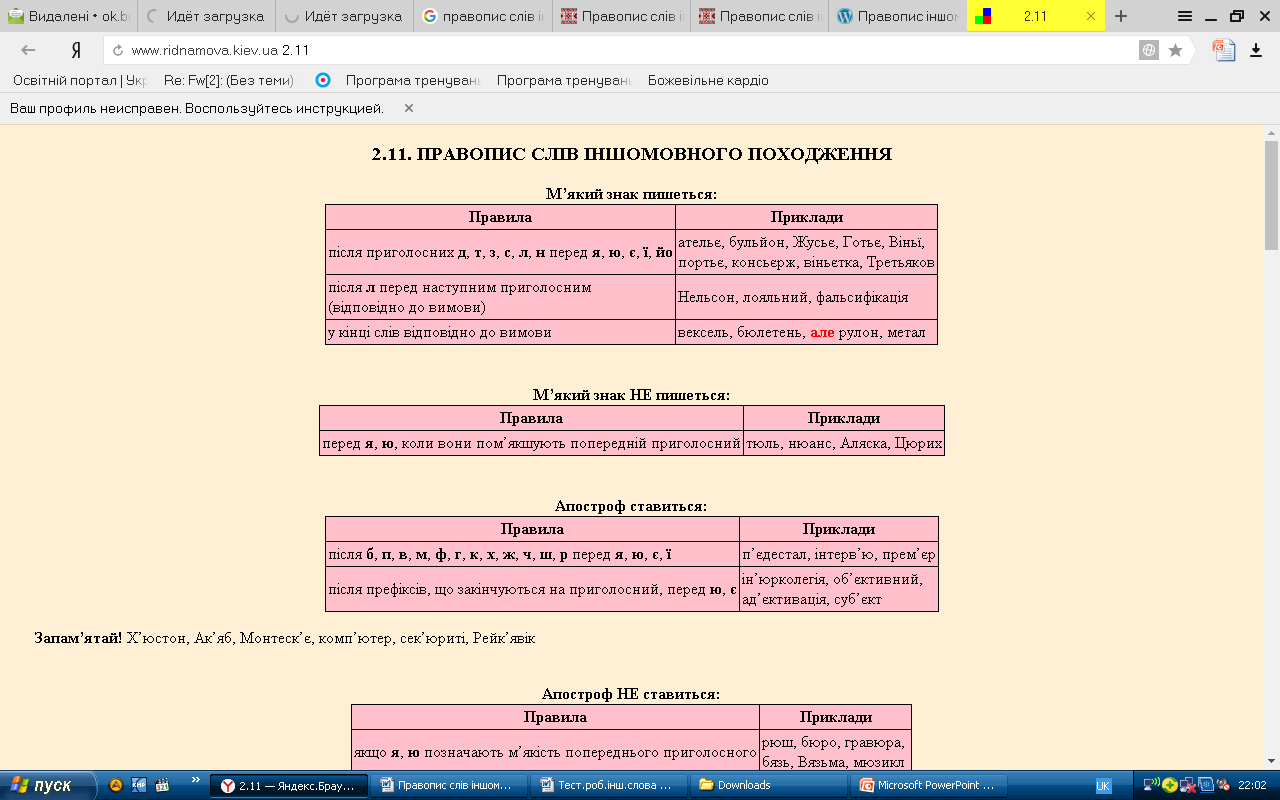 Видалені • ok.b
Идёт загрузка
Идёт загрузка
правопис слів і
Правопис слів і
Правопис слів і
Правопис іншом
2.11
www.ridnamova.kiev.ua 2.11
Освітній портал | Укр
Re: Fw[2]: (Без теми)
Програма тренуван
Програма тренуван
Божевільне кардіо
Ваш профиль неисправен. Воспользуйтесь инструкцией.
2.11. ПРАВОПИС СЛІВ ІНШОМОВНОГО ПОХОДЖЕННЯ
М’який знак пишеться:
Правила
Приклади
після приголосних д, т, з, с, л, н перед я, ю, є, ї, йо
ательє, бульйон, Жусьє, Готьє, Віньї,
портьє, консьєрж, віньєтка, Третьяков
після л перед наступним приголосним
(відповідно до вимови)
Нельсон, лояльний, фальсифікація
у кінці слів відповідно до вимови
вексель, бюлетень, але рулон, метал
М’який знак НЕ пишеться:
Правила
Приклади
перед я, ю, коли вони пом’якшують попередній приголосний
тюль, нюанс, Аляска, Цюрих
Апостроф ставиться:
Правила
Приклади
після б, п, в, м, ф, г, к, х, ж, ч, ш, р перед я, ю, є, ї
п’єдестал, інтерв’ю, прем’єр
після префіксів, що закінчуються на приголосний, перед ю, є
ін’юрколегія, об’єктивний,
ад’єктивація, суб’єкт
Запам’ятай! Х’юстон, Ак’яб, Монтеск’є, комп’ютер, сек’юриті, Рейк’явік
Апостроф НЕ ставиться:
Правила
Приклади
якщо я, ю позначають м’якість попереднього приголосного
рюш, бюро, гравюра,
бязь, Вязьма, мюзикл
пуск
2.11 — Яндекс.Брау...
Правопис слів іншом...
Тест.роб.інш.слова ...
Downloads
Microsoft PowerPoint ...
UK
22:02